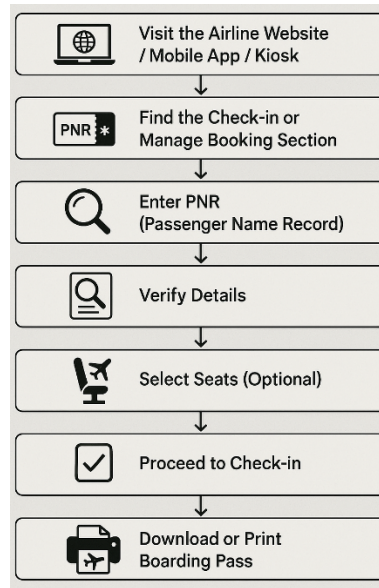 Visit the Airline Website
/ Mobile App / Kiosk
PNR *
Find the Check-in or
Manage Booking Section
Enter PNR
(Passenger Name Record)
Verify Details
Select Seats (Optional)
Proceed to Check-in
Download or Print
Boarding Pass